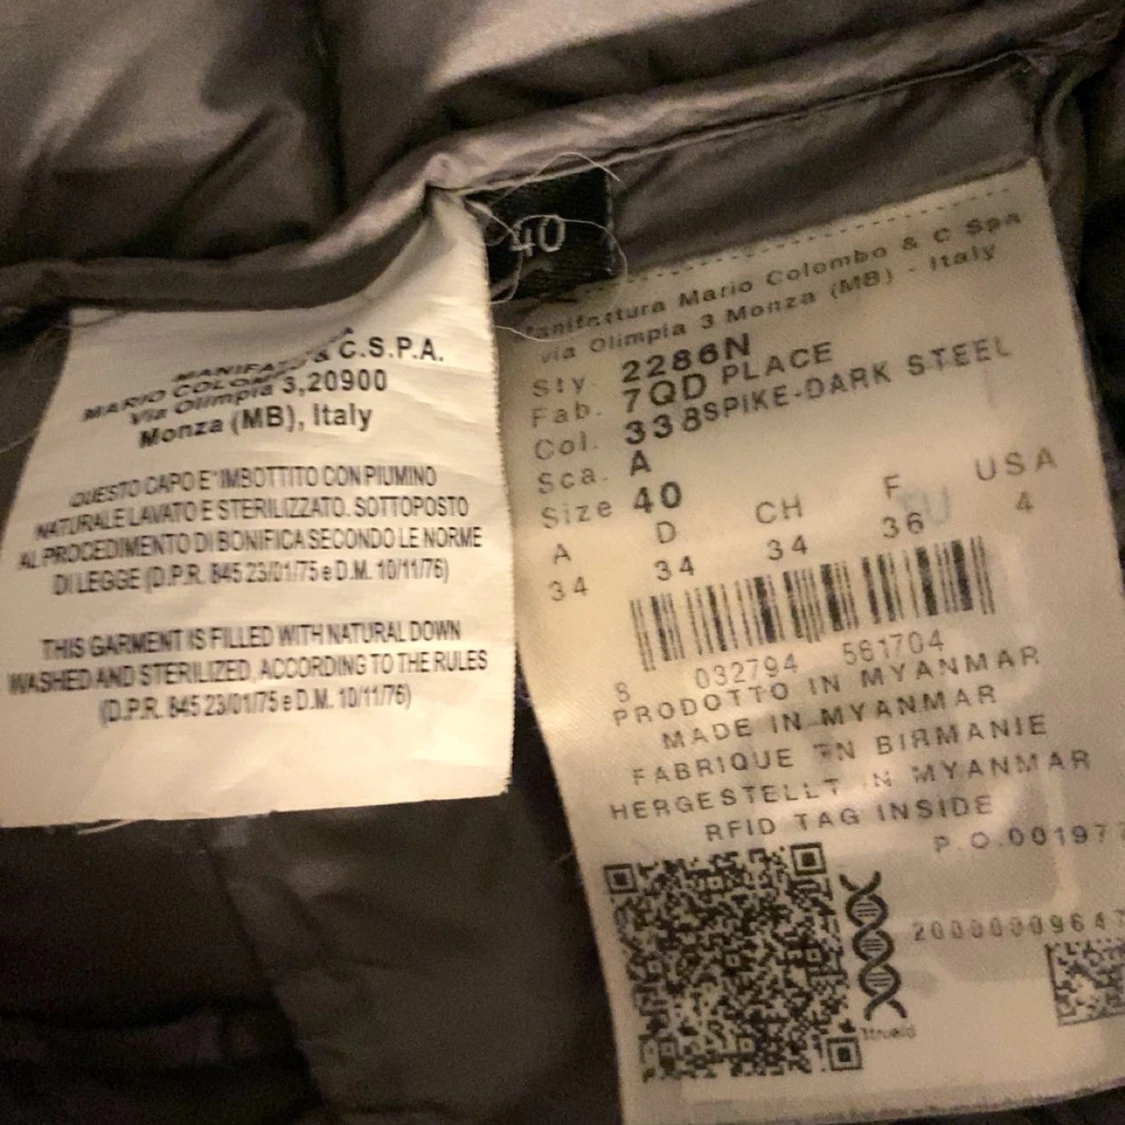 40
MANIFA
MARIO COLOM & C.S.P.A.
Via Olimpia 3,20900
Monza (MB), Italy
QUESTO CAPO E' IMBOTTITO CON PIUMINO
NATURALE LAVATO E STERILIZZATO. SOTTOPOSTO
AL PROCEDIMENTO DI BONIFICA SECONDO LE NORME
DI LEGGE (D.P.R. 845 23/01/75 e D.M. 10/11/76)
THIS GARMENT IS FILLED WITH NATURAL DOWN
WASHED AND STERILIZED, ACCORDING TO THE RULES
(D.P.R. 845 23/01/75 e D.M. 10/11/76)
anifattura Mario Colombo & C Spa
via Olimpia 3 Monza (MB) - Italy
Sty. 2286N
Fab. 7QD PLACE
Col. 338SPIKE-DARK STEEL
Sca. A
Size 40
A D CH F USA
34 34 34 36 4
8 032794 561704
PRODOTTO IN MYANMAR
MADE IN MYANMAR
FABRIQUE EN BIRMANIE
HERGESTELLT IN MYANMAR
RFID TAG INSIDE
P.O.001977
2000000964